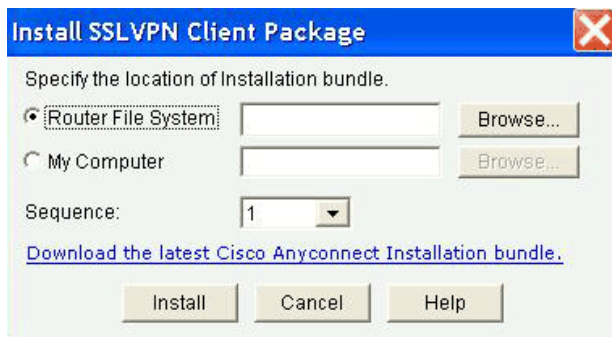 Install SSLVPN Client Package
Specify the location of Installation bundle.
Router File System Browse...
My Computer Browse...
Sequence: 1
Download the latest Cisco Anyconnect Installation bundle.
Install Cancel Help